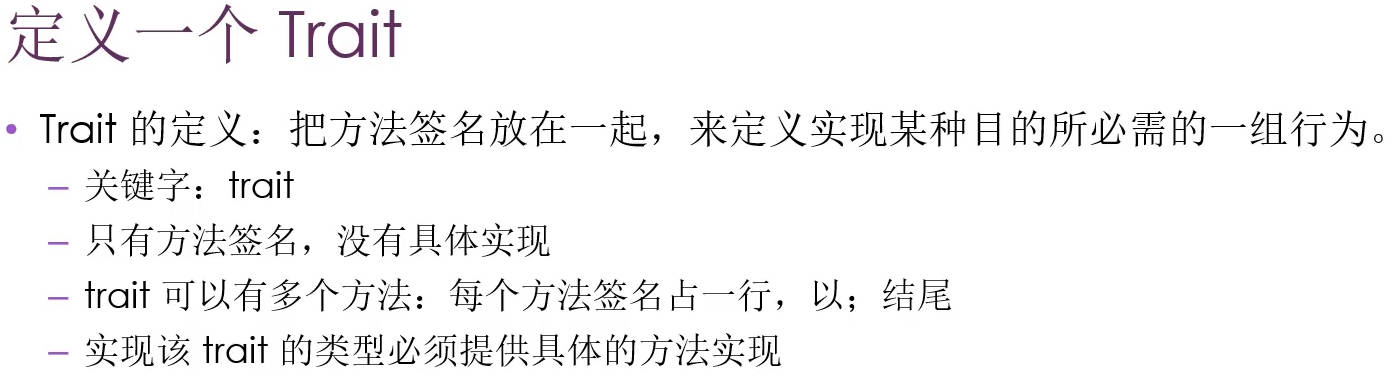 定义一个 Trait
• Trait 的定义：把方法签名放在一起，来定义实现某种目的所必需的一组行为。
– 关键字：trait
– 只有方法签名，没有具体实现
– trait 可以有多个方法：每个方法签名占一行，以；结尾
– 实现该 trait 的类型必须提供具体的方法实现